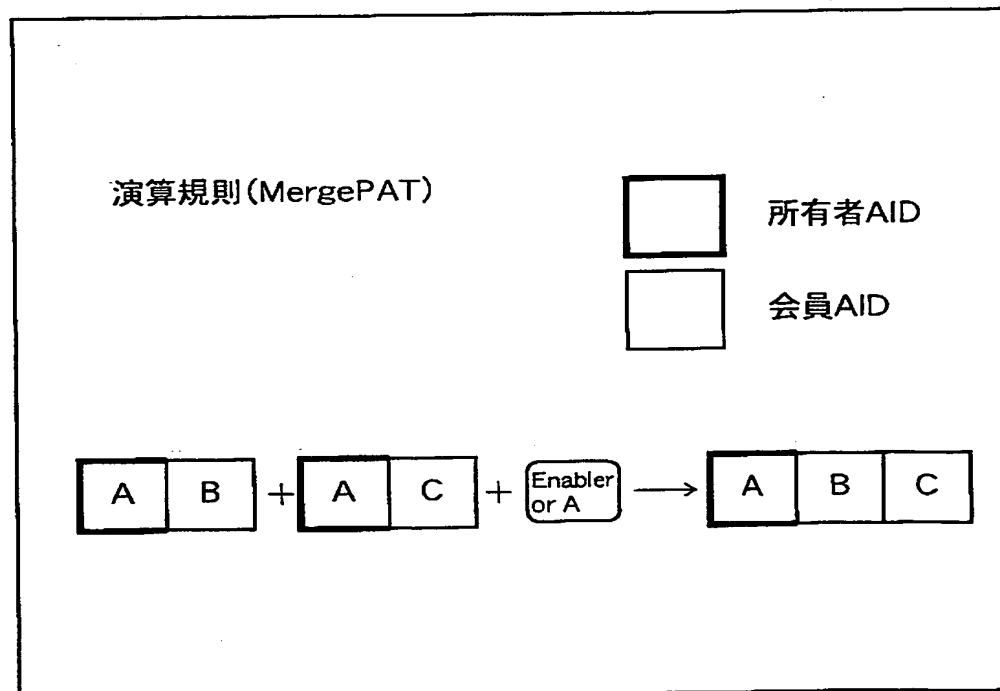 演算規則(MergePAT)
所有者AID
会員AID
A B + A C + Enabler or A → A B C